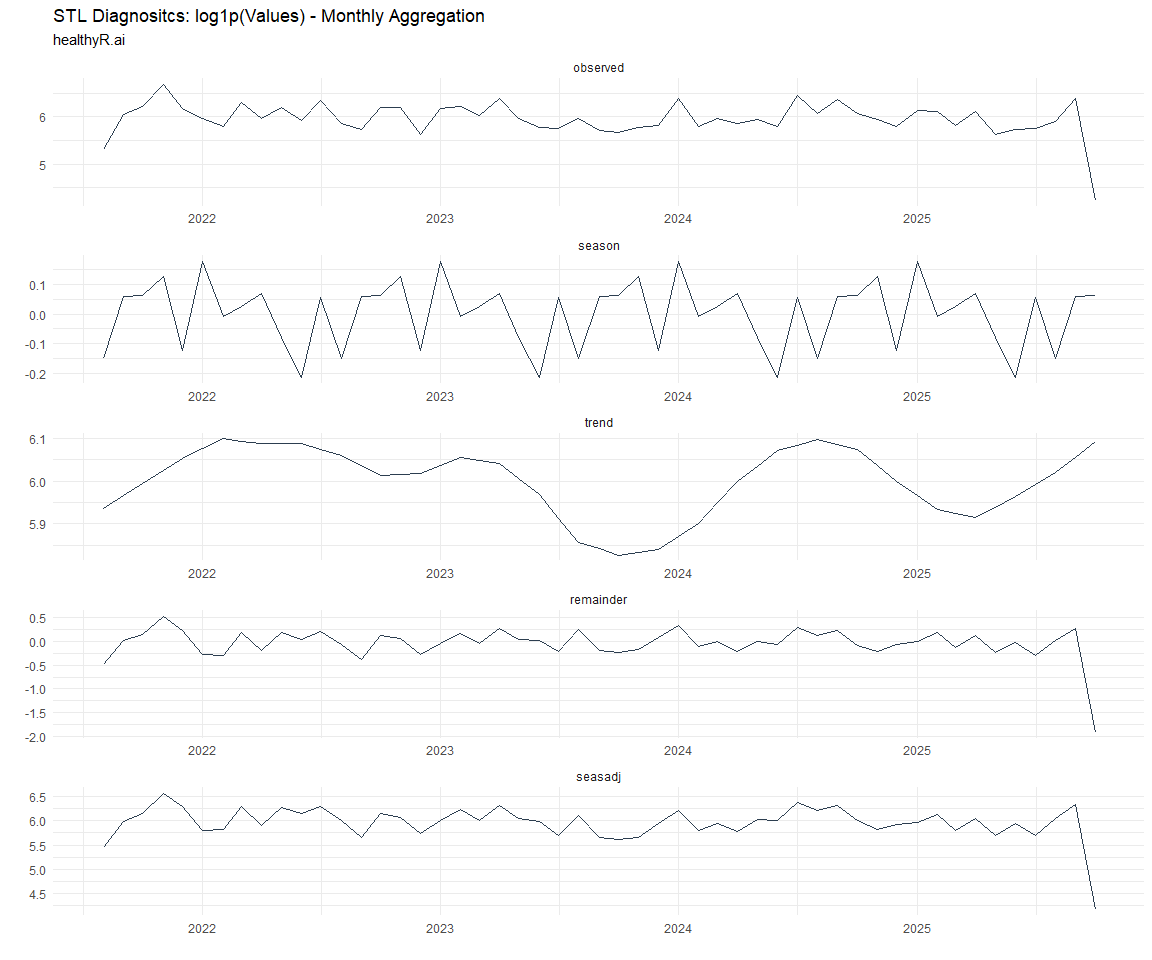 STL Diagnositcs: log1p(Values) - Monthly Aggregation
healthyR.ai
observed
6
5
2022 2023 2024 2025
season
0.1
0.0
-0.1
-0.2
2022 2023 2024 2025
trend
6.1
6.0
5.9
2022 2023 2024 2025
remainder
0.5
0.0
-0.5
-1.0
-1.5
-2.0
2022 2023 2024 2025
seasadj
6.5
6.0
5.5
5.0
4.5
2022 2023 2024 2025